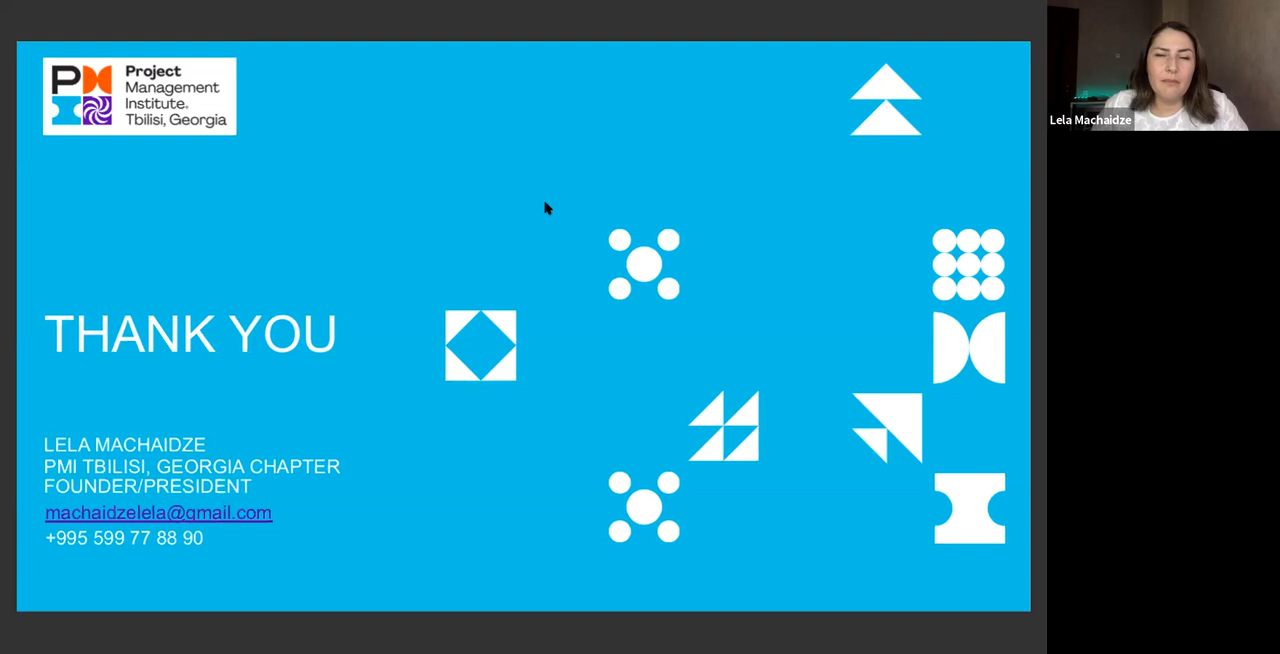 Project
Management
Institute.
Tbilisi, Georgia
THANK YOU
LELA MACHAIDZE
PMI TBILISI, GEORGIA CHAPTER
FOUNDER/PRESIDENT
machaidzelela@gmail.com
+995 599 77 88 90
Lela Machaidze